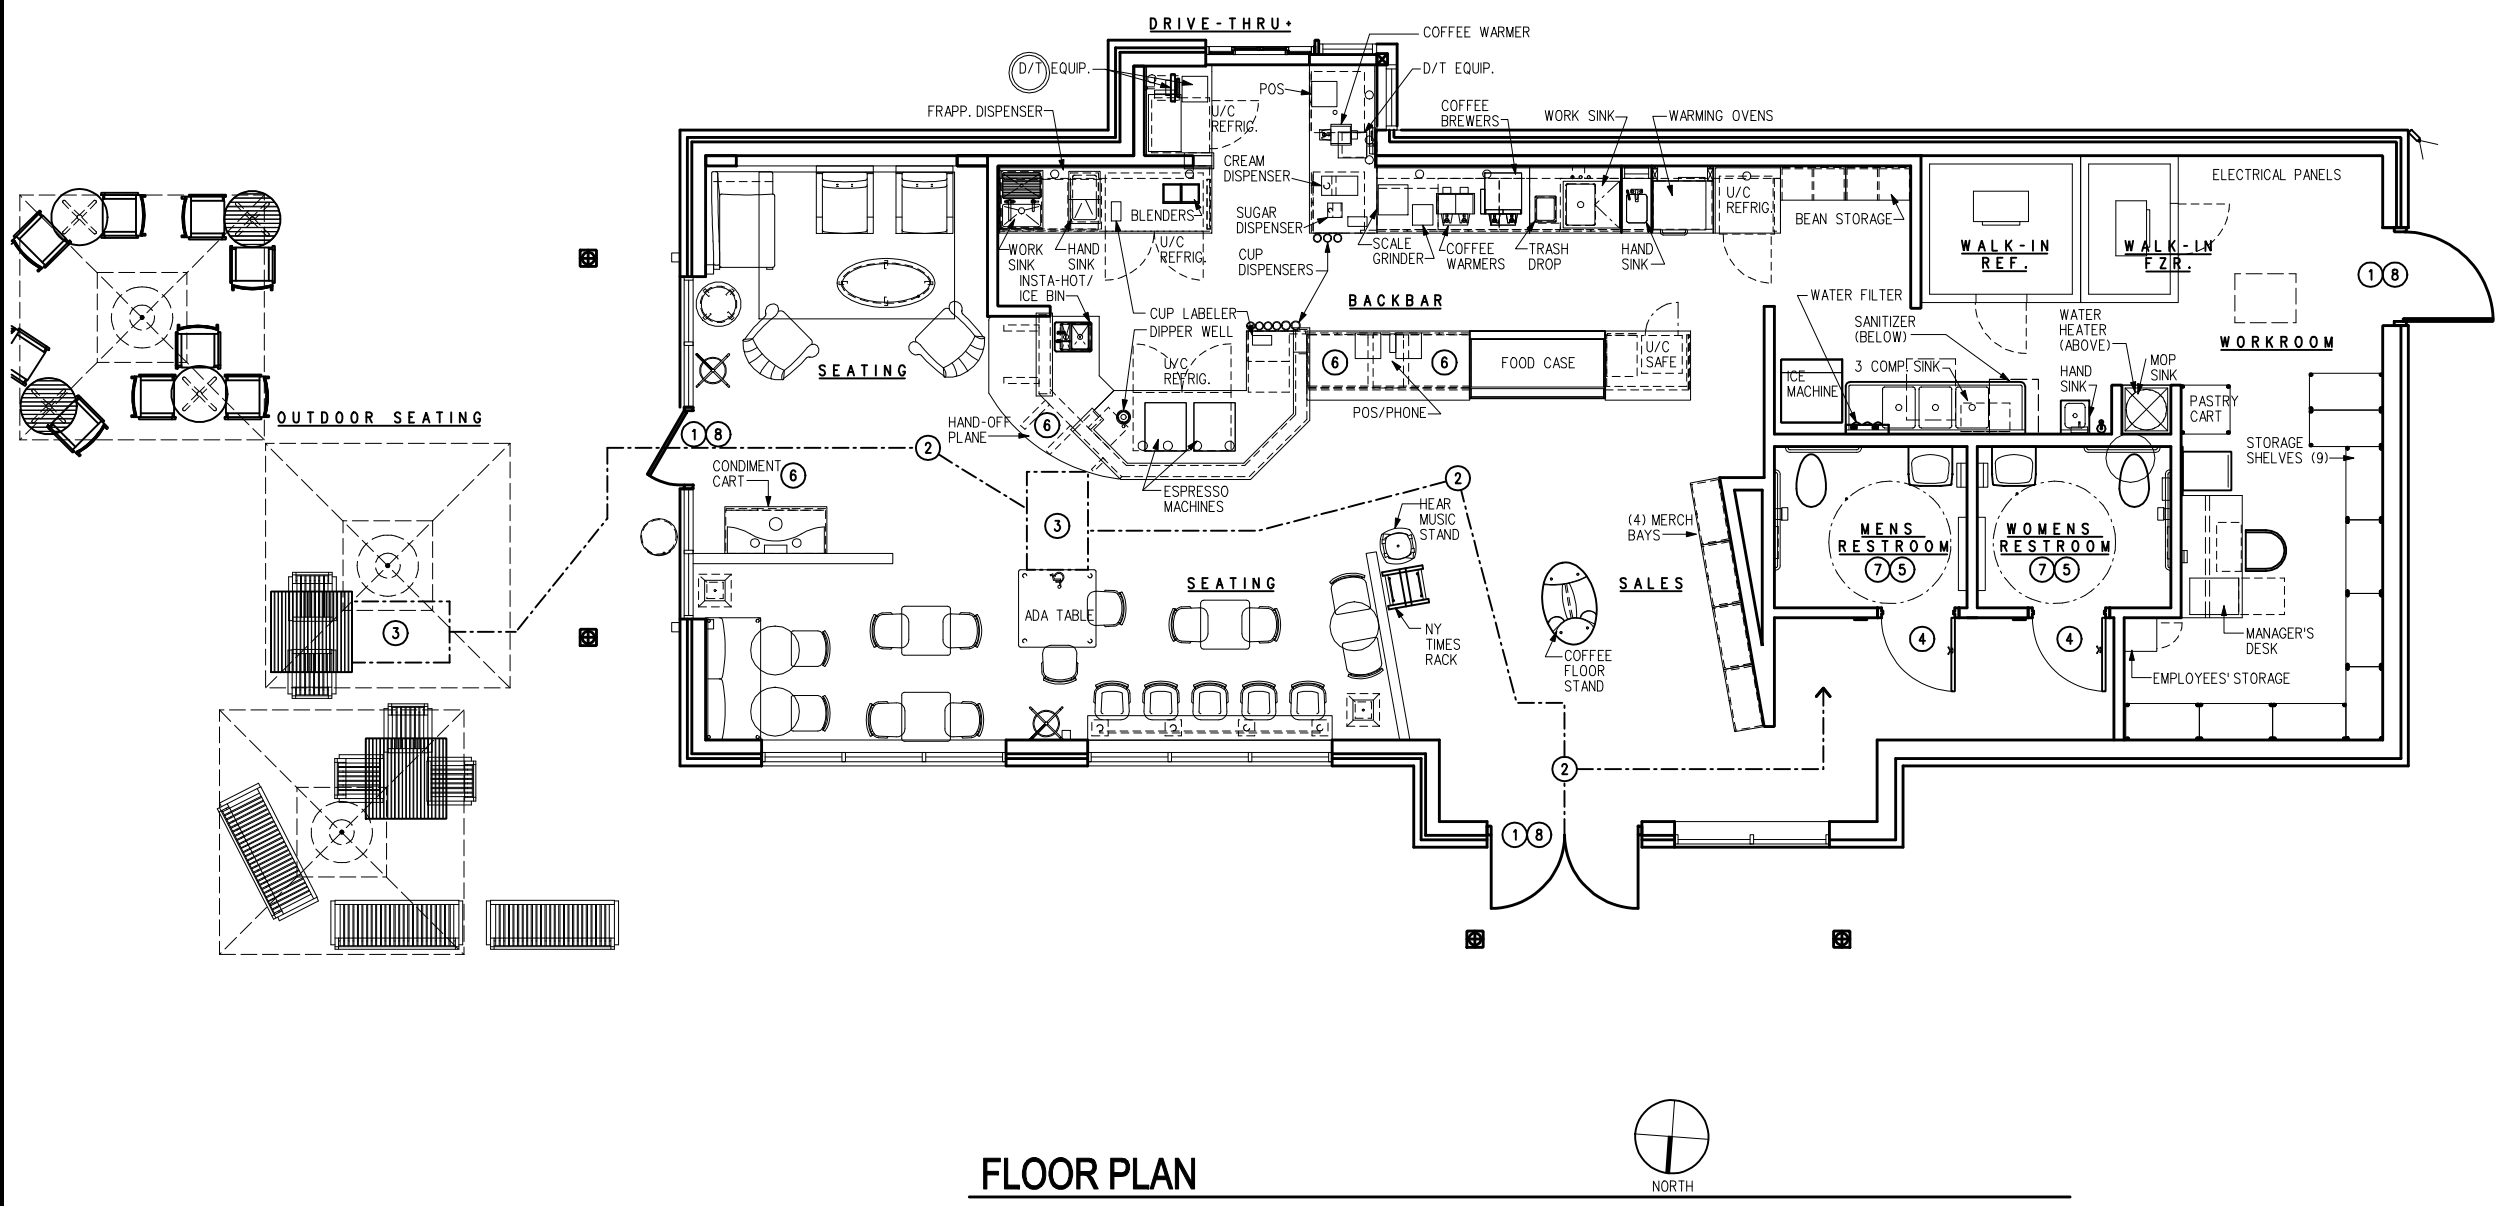 DRIVE-THRU+
COFFEE WARMER
D/T EQUIP.
D/T EQUIP.
POS
FRAPP. DISPENSER
U/C
REFRIG.
COFFEE
BREWERS
WORK SINK
WARMING OVENS
CREAM
DISPENSER
ELECTRICAL PANELS
BLENDERS
SUGAR
DISPENSER
U/C
REFRIG.
BEAN STORAGE
WORK
SINK
HAND
SINK
U/C
REFRIG.
CUP
DISPENSERS
SCALE
GRINDER
COFFEE
WARMERS
TRASH
DROP
HAND
SINK
WALK-IN
REF.
WALK-IN
FZR.
1
8
INSTA-HOT/
ICE BIN
BACKBAR
WATER FILTER
CUP LABELER
DIPPER WELL
SANITIZER
(BELOW)
WATER
HEATER
(ABOVE)
WORKROOM
SEATING
U/C
REFRIG.
6
6
FOOD CASE
U/C
SAFE
3 COMP. SINK
ICE
MACHINE
HAND
SINK
MOP
SINK
PASTRY
CART
POS/PHONE
OUTDOOR SEATING
HAND-OFF
PLANE
6
1
8
2
STORAGE
SHELVES (9)
CONDIMENT
CART
6
ESPRESSO
MACHINES
2
HEAR
MUSIC
STAND
(4) MERCH
BAYS
3
MENS
RESTROOM
7
5
WOMENS
RESTROOM
7
5
SEATING
SALES
ADA TABLE
3
NY
TIMES
RACK
COFFEE
FLOOR
STAND
4
4
MANAGER'S
DESK
EMPLOYEES' STORAGE
2
1
8
FLOOR PLAN
NORTH